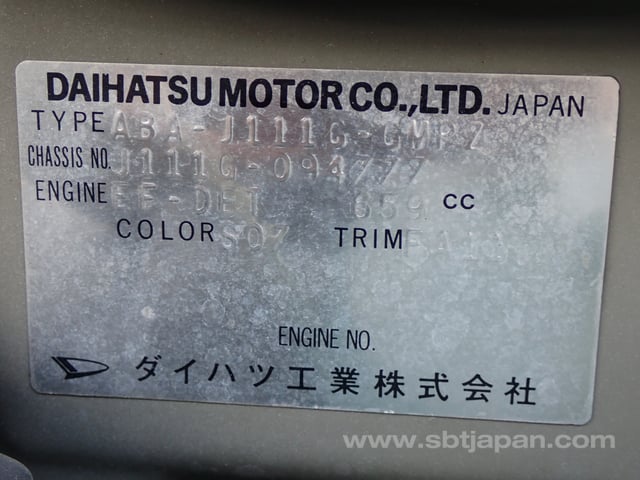 DAIHATSU MOTOR CO.,LTD. JAPAN
TYPE ABA-J111G-GMPZ
CHASSIS NO. J111G-094777
ENGINE EF-DET 659 CC
COLOR TRIM
ENGINE NO.
ダイハツ工業株式会社
www.sbtjapan.com